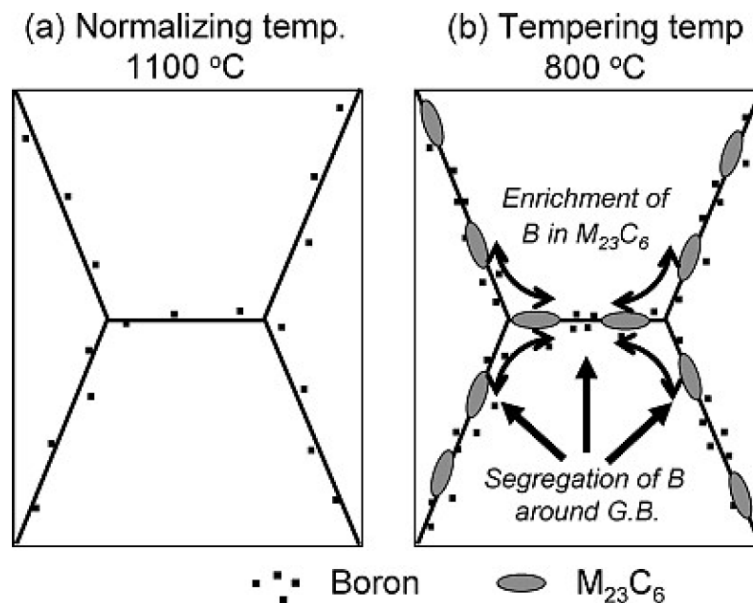 (a) Normalizing temp.
1100 °C
(b) Tempering temp
800 °C
Enrichment of
B in M₂₃C₆
Segregation of B
around G.B.
Boron
M₂₃C₆